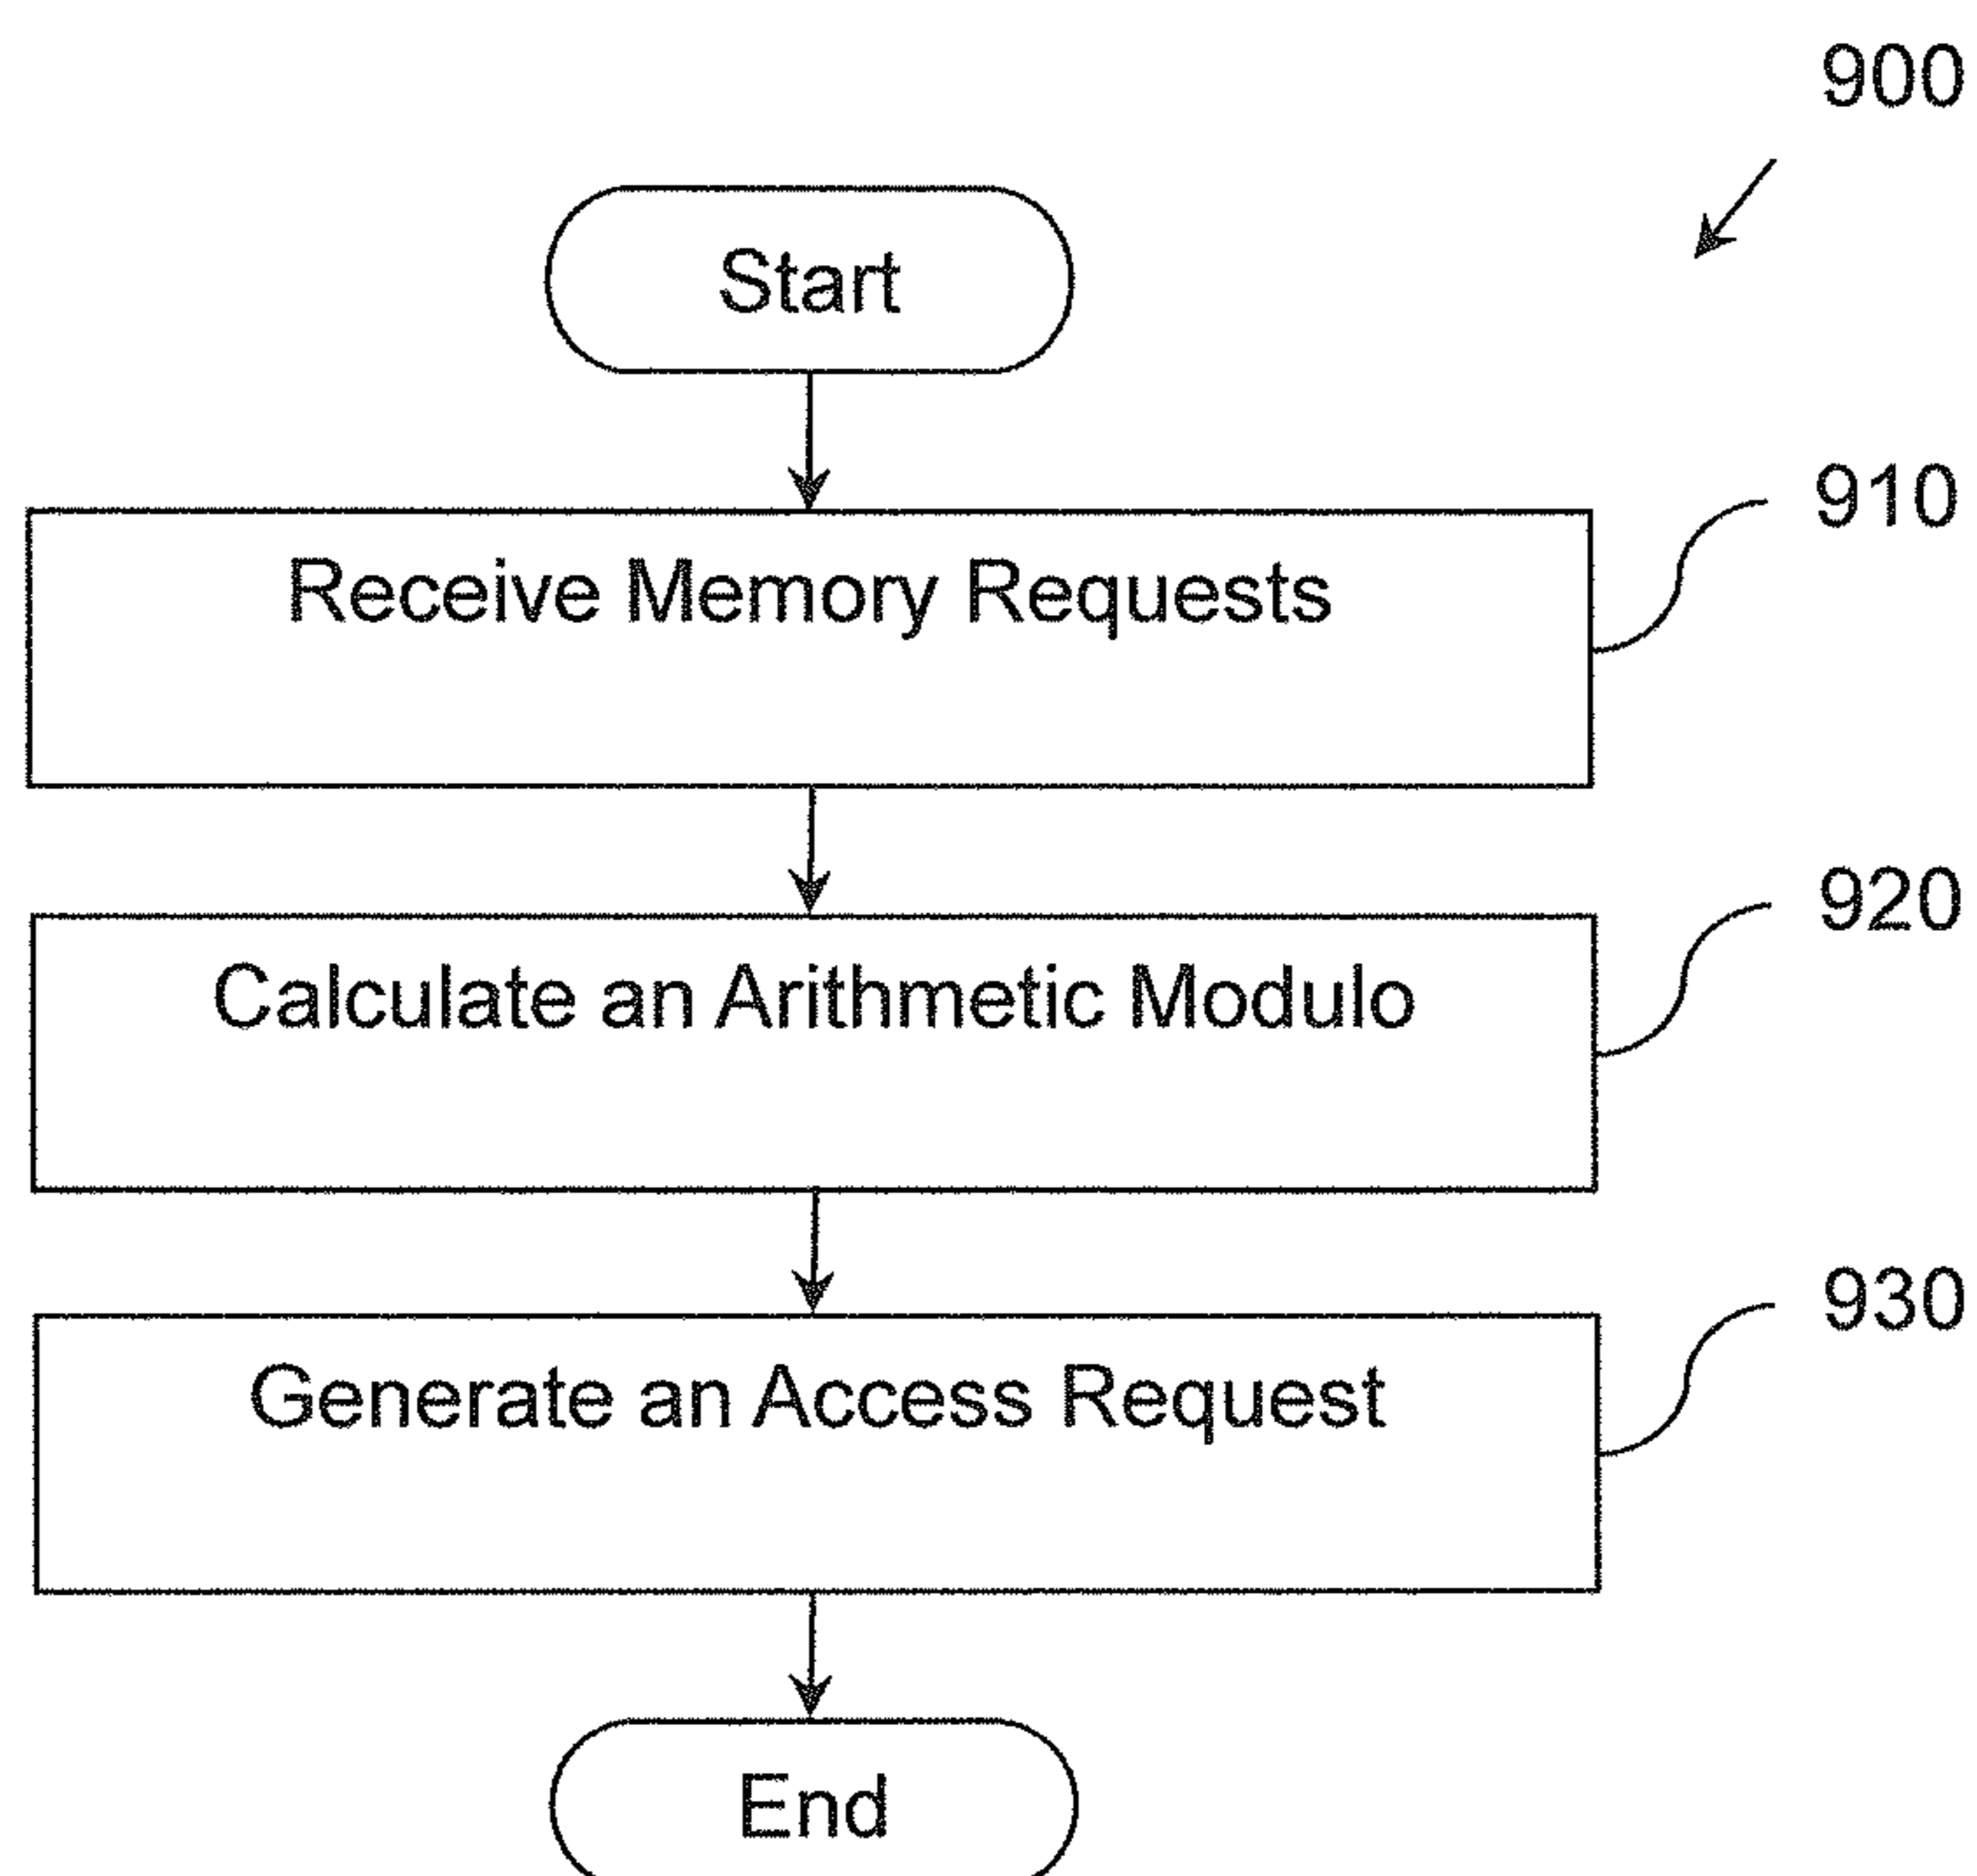 900
Start
910
Receive Memory Requests
920
Calculate an Arithmetic Modulo
930
Generate an Access Request
End